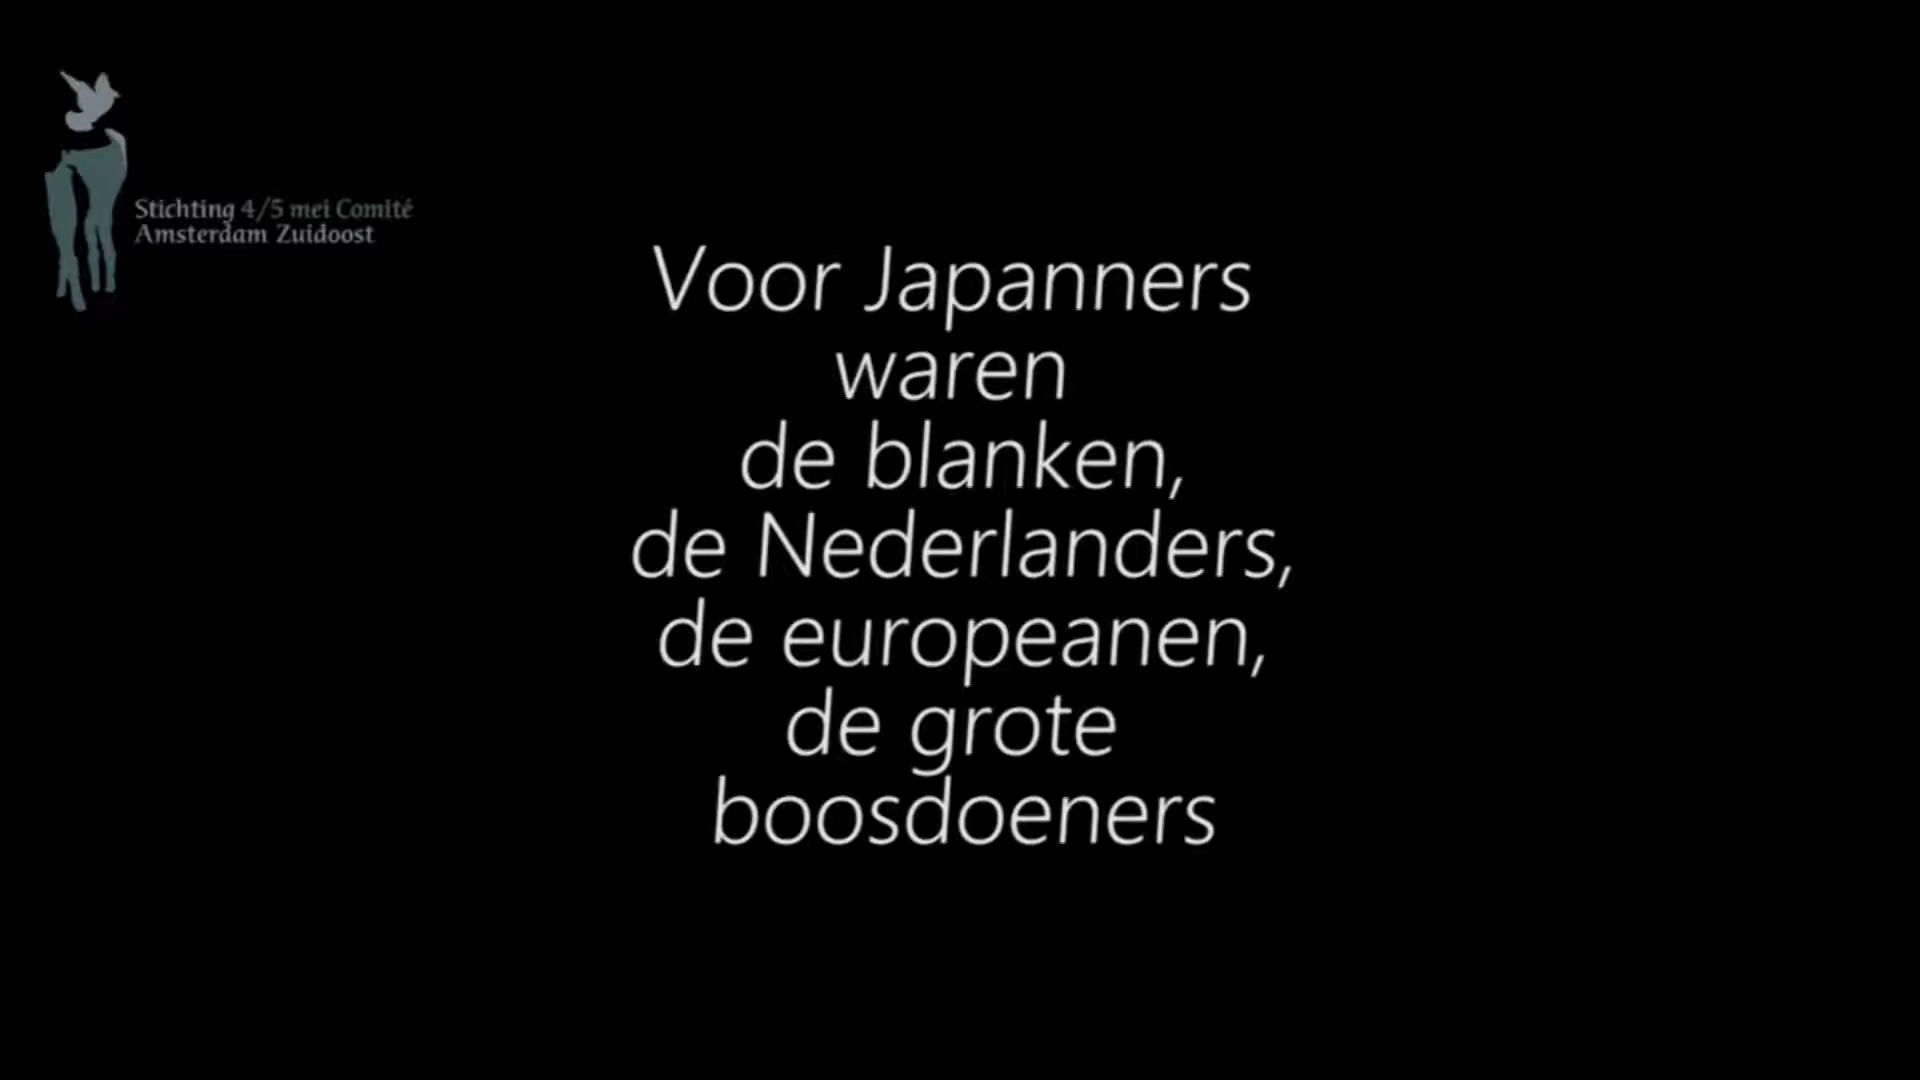 Stichting 4/5 mei Comité
Amsterdam Zuidoost
Voor Japanners
waren
de blanken,
de Nederlanders,
de europeanen,
de grote
boosdoeners